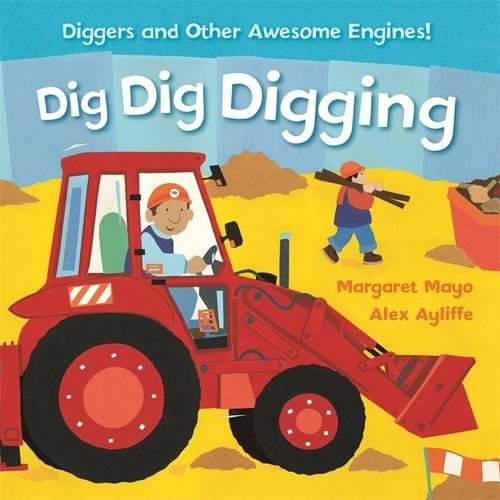 Diggers and Other Awesome Engines!
Dig Dig Digging
Margaret Mayo
Alex Ayliffe